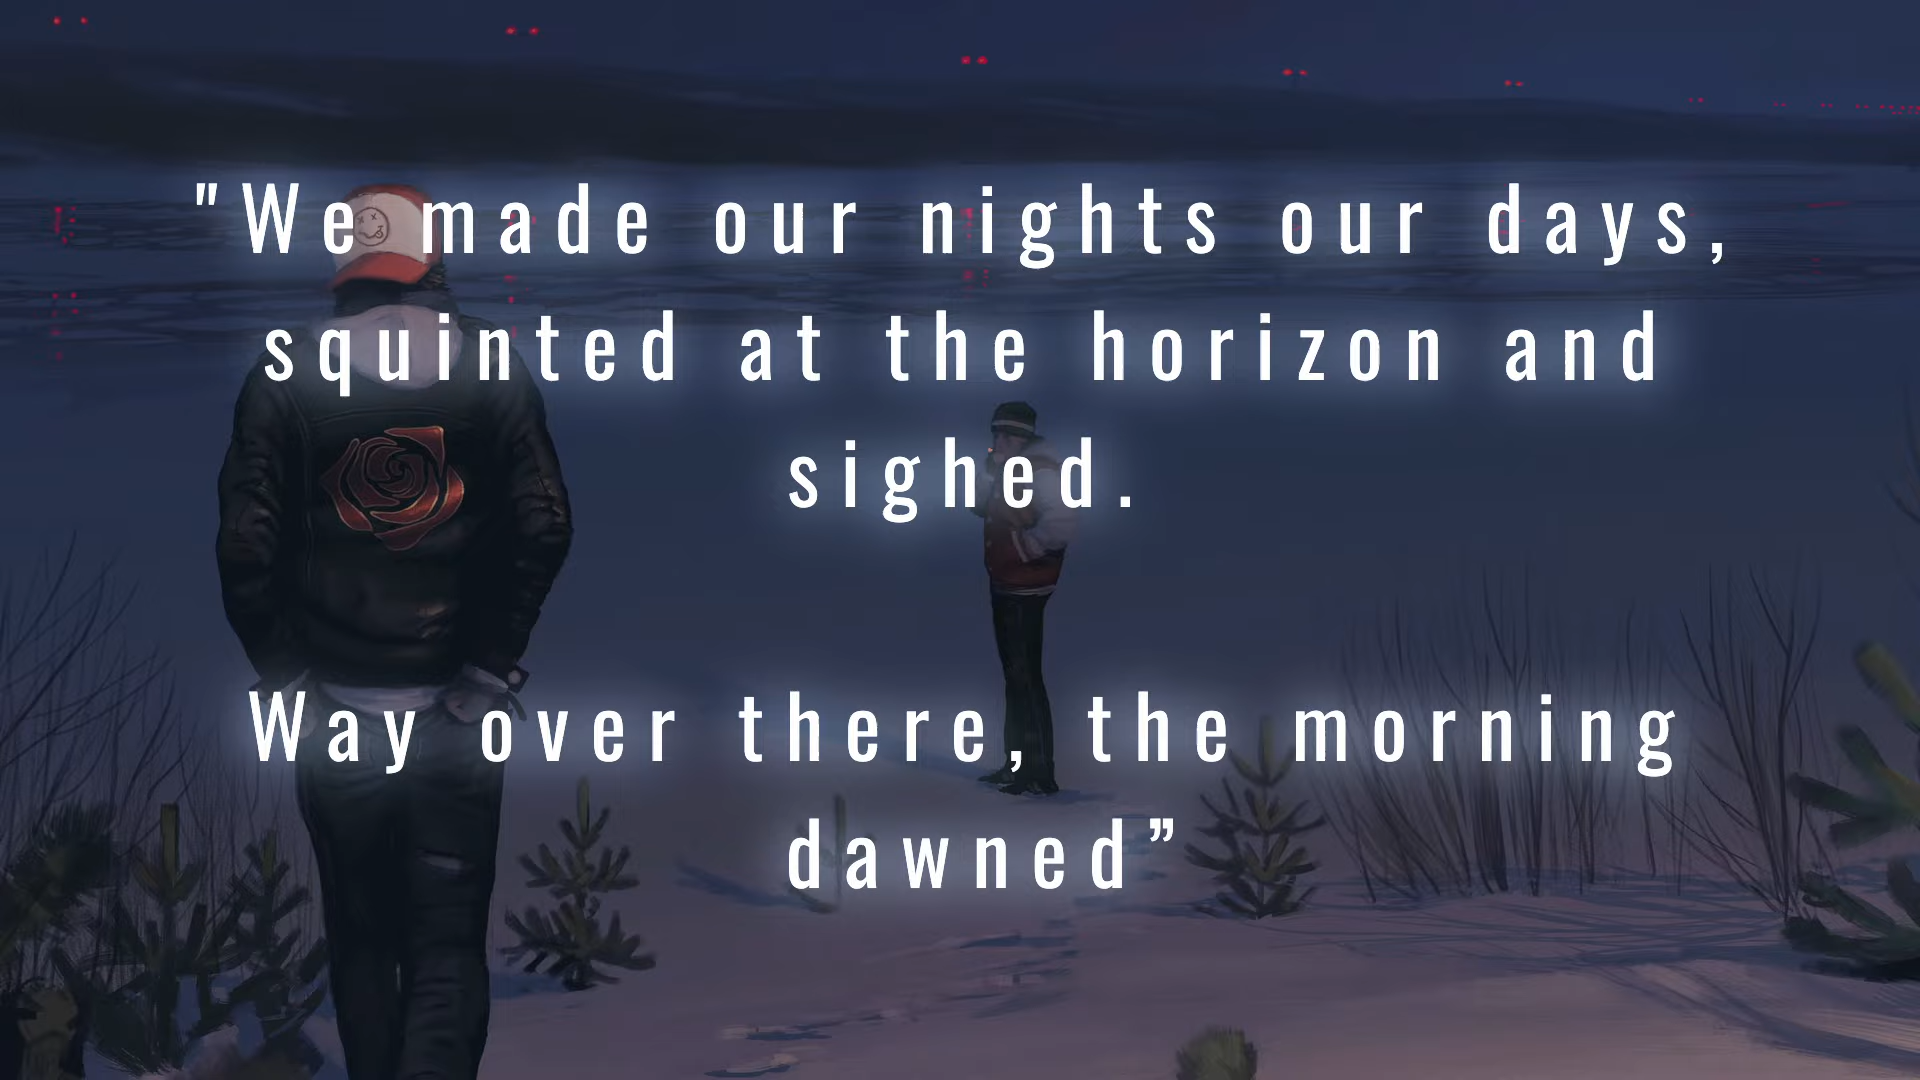 "We made our nights our days,
squinted at the horizon and
sighed.
Way over there, the morning
dawned”